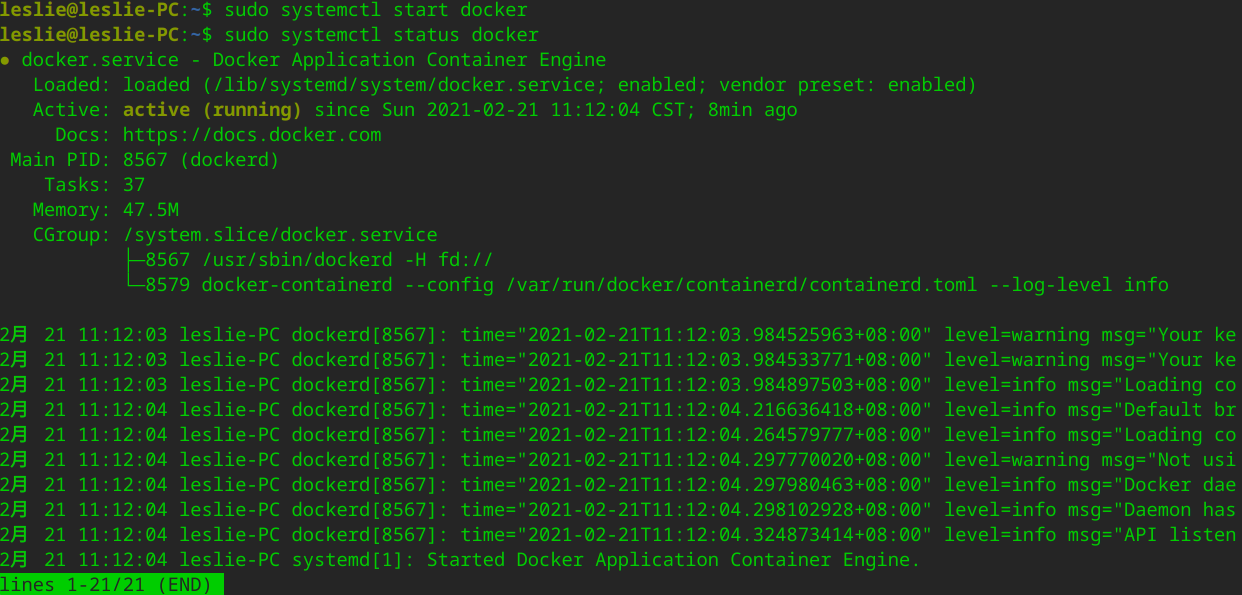 leslie@leslie-PC:~$ sudo systemctl start docker
leslie@leslie-PC:~$ sudo systemctl status docker
● docker.service - Docker Application Container Engine
   Loaded: loaded (/lib/systemd/system/docker.service; enabled; vendor preset: enabled)
   Active: active (running) since Sun 2021-02-21 11:12:04 CST; 8min ago
     Docs: https://docs.docker.com
 Main PID: 8567 (dockerd)
    Tasks: 37
   Memory: 47.5M
   CGroup: /system.slice/docker.service
           ├─8567 /usr/sbin/dockerd -H fd://
           └─8579 docker-containerd --config /var/run/docker/containerd/containerd.toml --log-level info

2月 21 11:12:03 leslie-PC dockerd[8567]: time="2021-02-21T11:12:03.984525963+08:00" level=warning msg="Your ke
2月 21 11:12:03 leslie-PC dockerd[8567]: time="2021-02-21T11:12:03.984533771+08:00" level=warning msg="Your ke
2月 21 11:12:03 leslie-PC dockerd[8567]: time="2021-02-21T11:12:03.984897503+08:00" level=info msg="Loading co
2月 21 11:12:04 leslie-PC dockerd[8567]: time="2021-02-21T11:12:04.216636418+08:00" level=info msg="Default br
2月 21 11:12:04 leslie-PC dockerd[8567]: time="2021-02-21T11:12:04.264579777+08:00" level=info msg="Loading co
2月 21 11:12:04 leslie-PC dockerd[8567]: time="2021-02-21T11:12:04.297770020+08:00" level=warning msg="Not usi
2月 21 11:12:04 leslie-PC dockerd[8567]: time="2021-02-21T11:12:04.297980463+08:00" level=info msg="Docker dae
2月 21 11:12:04 leslie-PC dockerd[8567]: time="2021-02-21T11:12:04.298102928+08:00" level=info msg="Daemon has
2月 21 11:12:04 leslie-PC dockerd[8567]: time="2021-02-21T11:12:04.324873414+08:00" level=info msg="API listen
2月 21 11:12:04 leslie-PC systemd[1]: Started Docker Application Container Engine.
lines 1-21/21 (END)